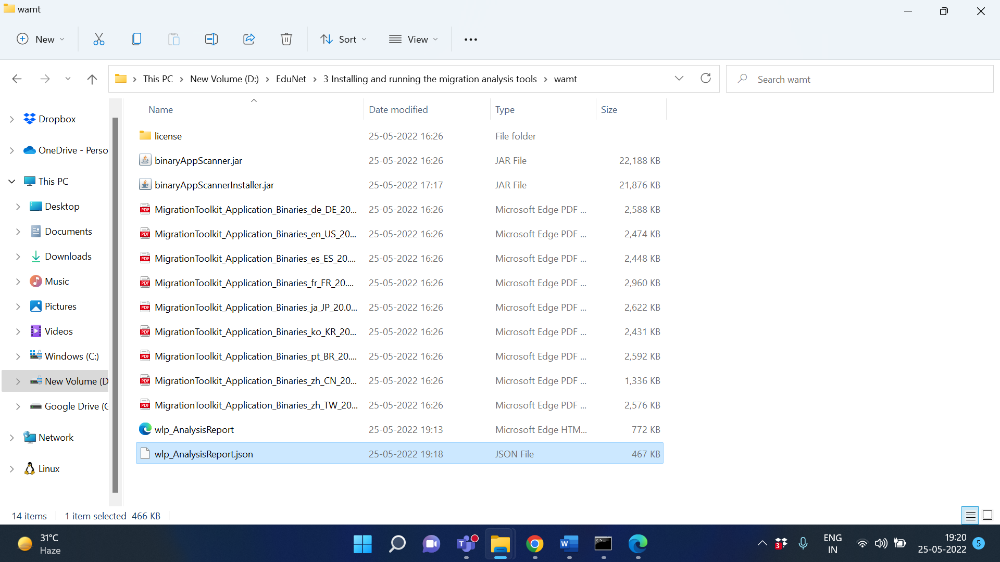 wamt
New
Sort
View
This PC
New Volume (D:)
EduNet
3 Installing and running the migration analysis tools
wamt
Search wamt
Dropbox
OneDrive - Perso
This PC
Desktop
Documents
Downloads
Music
Pictures
Videos
Windows (C:)
New Volume (D
Google Drive (G
Network
Linux
Name Date modified Type Size
license 25-05-2022 16:26 File folder
binaryAppScanner.jar 25-05-2022 16:26 JAR File 22,188 KB
binaryAppScannerInstaller.jar 25-05-2022 17:17 JAR File 21,876 KB
MigrationToolkit_Application_Binaries_de_DE_20... 25-05-2022 16:26 Microsoft Edge PDF ... 2,588 KB
MigrationToolkit_Application_Binaries_en_US_20... 25-05-2022 16:26 Microsoft Edge PDF ... 2,474 KB
MigrationToolkit_Application_Binaries_es_ES_20.... 25-05-2022 16:26 Microsoft Edge PDF ... 2,448 KB
MigrationToolkit_Application_Binaries_fr_FR_20.... 25-05-2022 16:26 Microsoft Edge PDF ... 2,960 KB
MigrationToolkit_Application_Binaries_ja_JP_20.0... 25-05-2022 16:26 Microsoft Edge PDF ... 2,622 KB
MigrationToolkit_Application_Binaries_ko_KR_20... 25-05-2022 16:26 Microsoft Edge PDF ... 2,431 KB
MigrationToolkit_Application_Binaries_pt_BR_20.... 25-05-2022 16:26 Microsoft Edge PDF ... 2,592 KB
MigrationToolkit_Application_Binaries_zh_CN_20... 25-05-2022 16:26 Microsoft Edge PDF ... 1,336 KB
MigrationToolkit_Application_Binaries_zh_TW_20... 25-05-2022 16:26 Microsoft Edge PDF ... 2,576 KB
wlp_AnalysisReport 25-05-2022 19:13 Microsoft Edge HTM... 772 KB
wlp_AnalysisReport.json 25-05-2022 19:18 JSON File 467 KB
14 items 1 item selected 466 KB
31°C
Haze
3
ENG
IN
19:20
25-05-2022
5